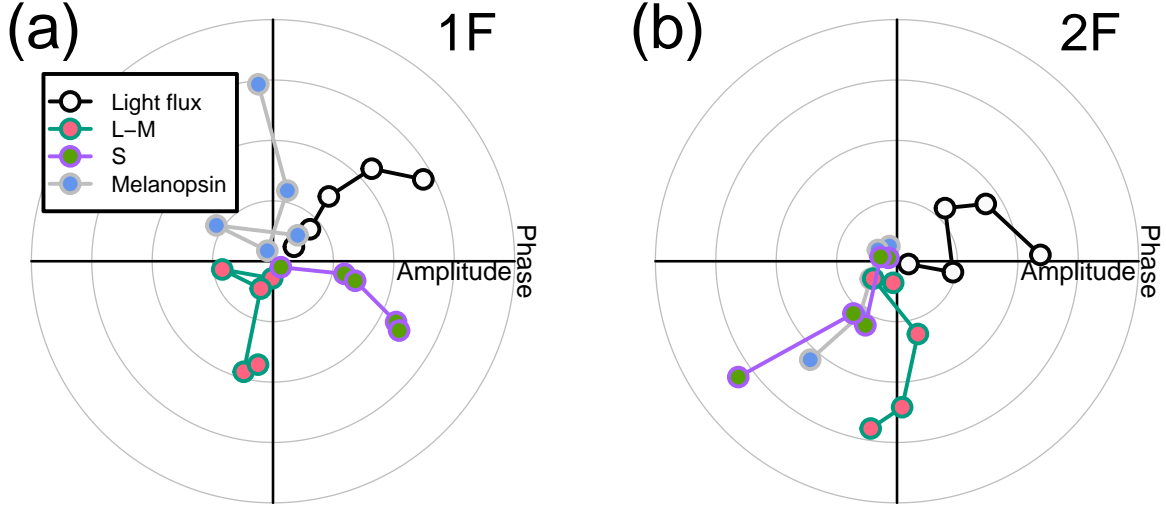 (a)
1F
Light flux
L−M
S
Melanopsin
Amplitude
Phase
(b)
2F
Amplitude
Phase